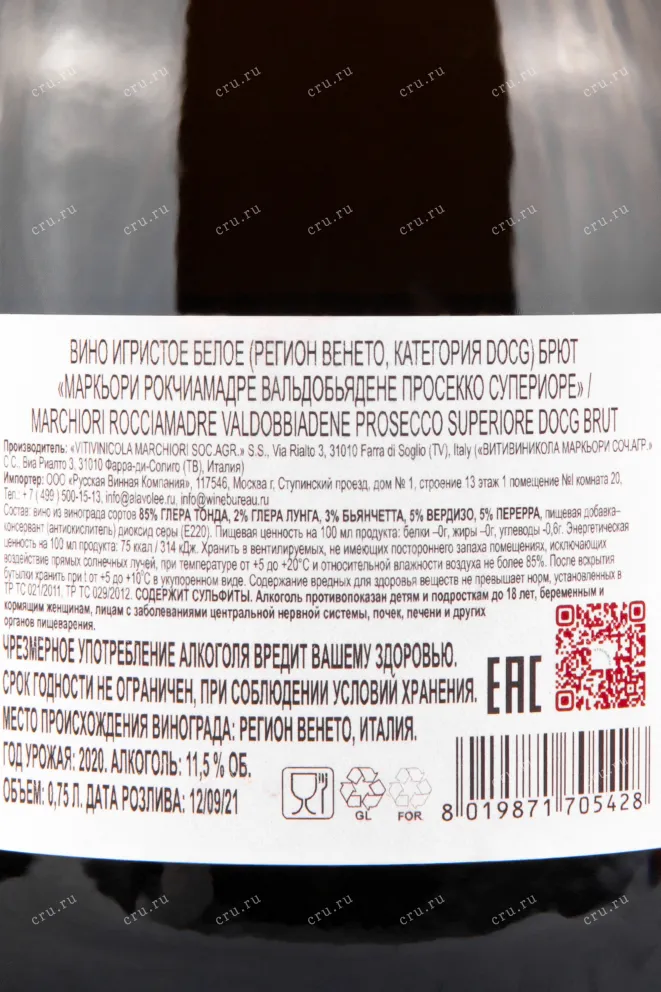 ВИНО ИГРИСТОЕ БЕЛОЕ (РЕГИОН ВЕНЕТО, КАТЕГОРИЯ DOCG) БРЮТ
«МАРКЬОРИ РОКЧИАМАДРЕ ВАЛЬДОБЬЯДЕНЕ ПРОСЕККО СУПЕРИОРЕ» /
MARCHIORI ROCCIAMADRE VALDOBBIADENE PROSECCO SUPERIORE DOCG BRUT
Производитель: «VITIVINICOLA MARCHIORI SOC.AGR.» S.S., Via Rialto 3, 31010 Farra di Soglio (TV), Italy («ВИТИВИНИКОЛА МАРКЬОРИ СОЧ.АГР.»
С.С., Виа Риалто 3, 31010 Фарра-ди-Солиго (ТВ), Италия)
Импортер: ООО «Русская Винная Компания», 117546, Москва г, Ступинский проезд, дом № 1, строение 13 этаж 1 помещение №I комната 20,
Тел.: + 7 ( 499 ) 500-15-13, info@alavolee.ru, info@winebureau.ru
Состав: вино из винограда сортов 85% ГЛЕРА ТОНДА, 2% ГЛЕРА ЛУНГА, 3% БЬЯНЧЕТТА, 5% ВЕРДИЗО, 5% ПЕРЕРРА, пищевая добавка–
консервант (антиокислитель) диоксид серы (Е220). Пищевая ценность на 100 мл продукта: белки –0г, жиры –0г, углеводы -0,8г. Энергетическая
ценность на 100 мл продукта: 75 ккал / 314 кДж. Хранить в вентилируемых, не имеющих постороннего запаха помещениях, исключающих
воздействие прямых солнечных лучей, при температуре от +5 до +20°С и относительной влажности воздуха не более 85%. После вскрытия
бутылки хранить при t от +5 до +10°С в укупоренном виде. Содержание вредных для здоровья веществ не превышает норм, установленных в
ТР ТС 021/2011, ТР ТС 029/2012. СОДЕРЖИТ СУЛЬФИТЫ. Алкоголь противопоказан детям и подросткам до 18 лет, беременным и
кормящим женщинам, лицам с заболеваниями центральной нервной системы, почек, печени и других
органов пищеварения.
ЧРЕЗМЕРНОЕ УПОТРЕБЛЕНИЕ АЛКОГОЛЯ ВРЕДИТ ВАШЕМУ ЗДОРОВЬЮ.
СРОК ГОДНОСТИ НЕ ОГРАНИЧЕН, ПРИ СОБЛЮДЕНИИ УСЛОВИЙ ХРАНЕНИЯ.
МЕСТО ПРОИСХОЖДЕНИЯ ВИНОГРАДА: РЕГИОН ВЕНЕТО, ИТАЛИЯ.
ГОД УРОЖАЯ: 2020. АЛКОГОЛЬ: 11,5 % ОБ.
ОБЪЕМ: 0,75 Л. ДАТА РОЗЛИВА: 12/09/21
EAC
GL
FOR
8 019871 705428
cru.ru